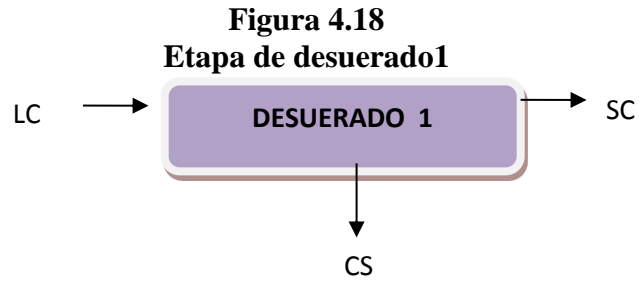 Figura 4.18
Etapa de desuerado1
LC
DESUERADO 1
SC
CS